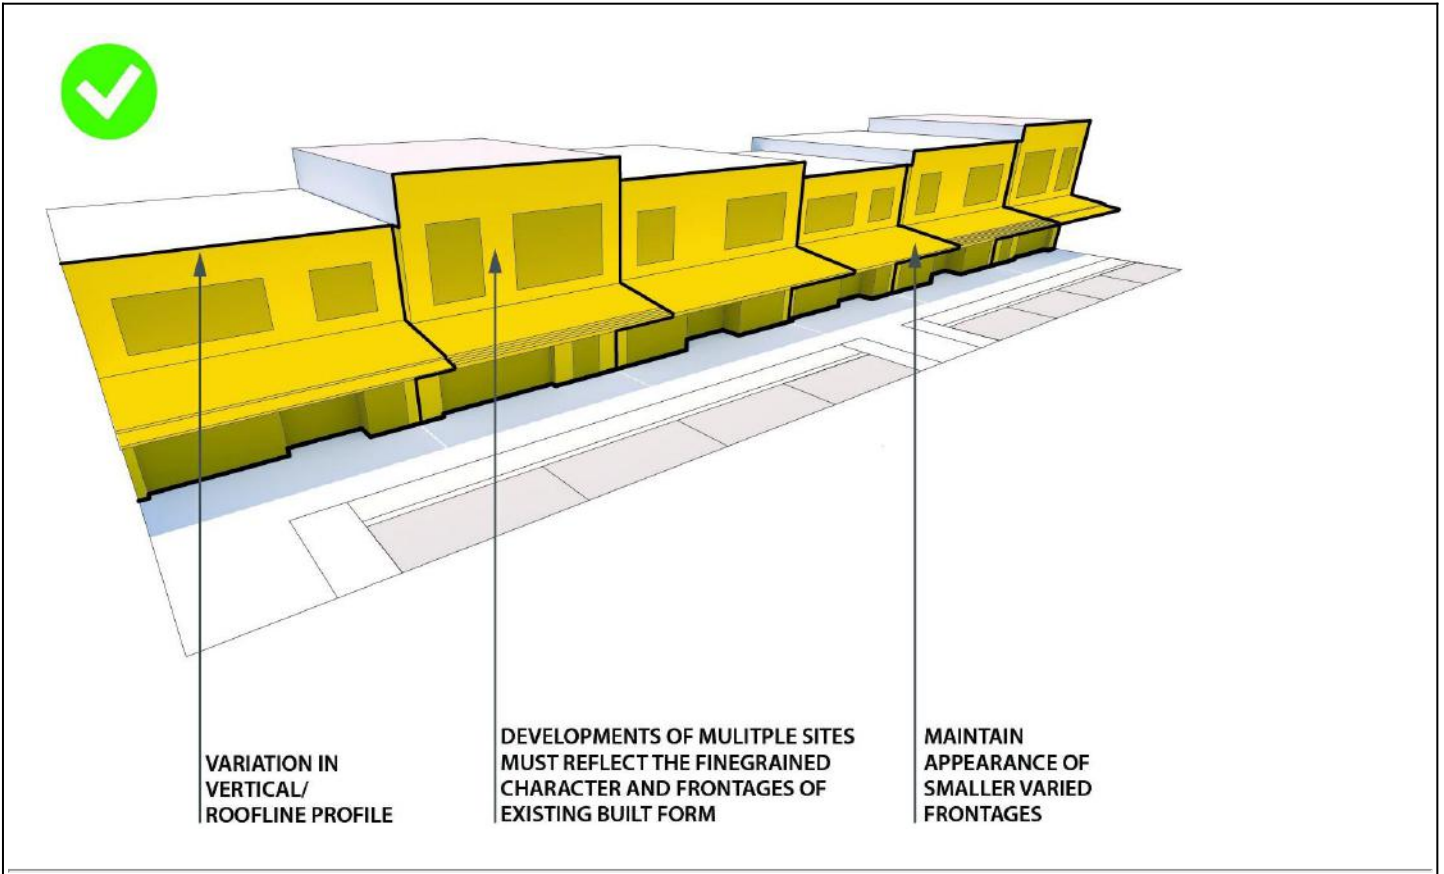 VARIATION IN
VERTICAL/
ROOFLINE PROFILE
DEVELOPMENTS OF MULITPLE SITES
MUST REFLECT THE FINEGRAINED
CHARACTER AND FRONTAGES OF
EXISTING BUILT FORM
MAINTAIN
APPEARANCE OF
SMALLER VARIED
FRONTAGES